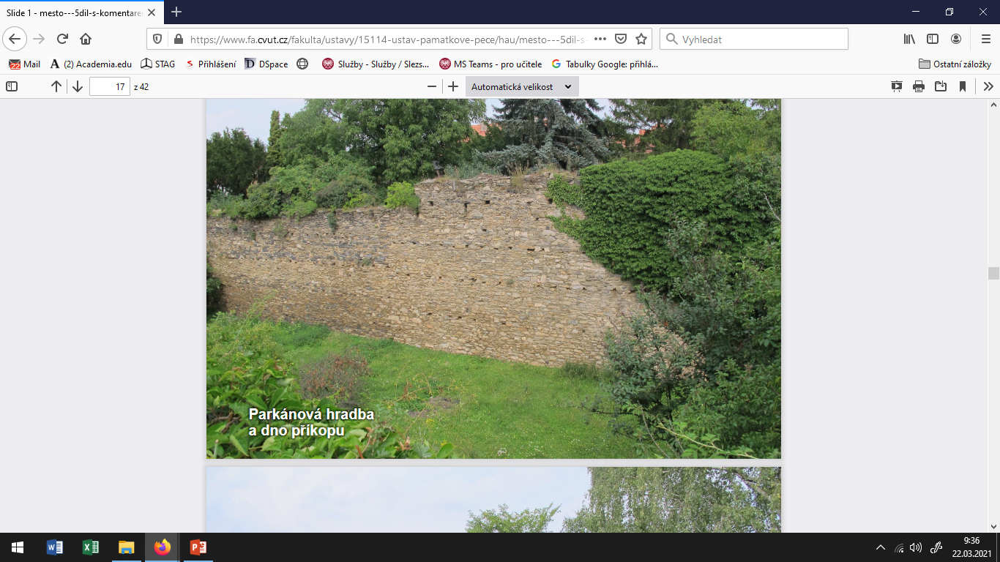 Slide 1 - mesto---5dil-s-komentarem
https://www.fa.cvut.cz/fakulta/ustavy/15114-ustav-pamatkove-pece/hau/mesto---5dil-s-
Vyhledat
22 Mail
A (2) Academia.edu
STAG
S Přihlášení
D DSpace
Služby - Služby / Slezs...
MS Teams - pro učitele
G Tabulky Google: přihlá...
Ostatní záložky
17 z 42
Automatická velikost
Parkánová hradba
a dno příkopu
9:36
22.03.2021